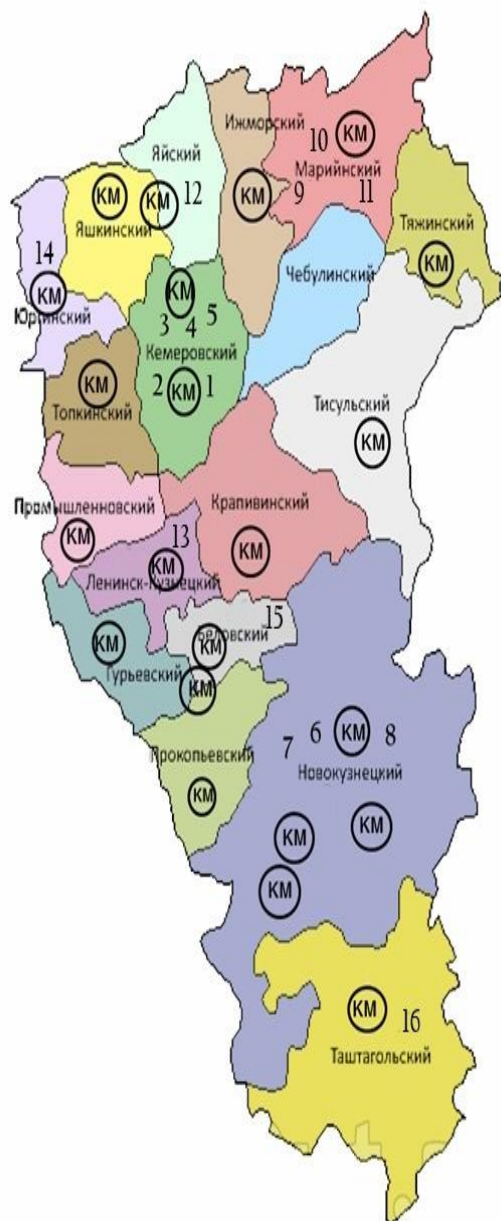 Ижморский
10 КМ
Марийнский
Яйский
КМ
КМ 12
КМ
9
11
Яшкинский
Тяжинский
КМ
14
КМ
Юргинский
Чебулинский
КМ
3 4 5
Кемеровский
2 КМ 1
КМ
Топкинский
Тисульский
КМ
Промышленновский
КМ
Крапивинский
КМ
13
КМ
Ленинск-Кузнецкий
КМ
Гурьевский
15
Беловский
КМ
КМ
Прокопьевский
КМ
7 6 КМ 8
Новокузнецкий
КМ
КМ
КМ
КМ 16
Таштагольский